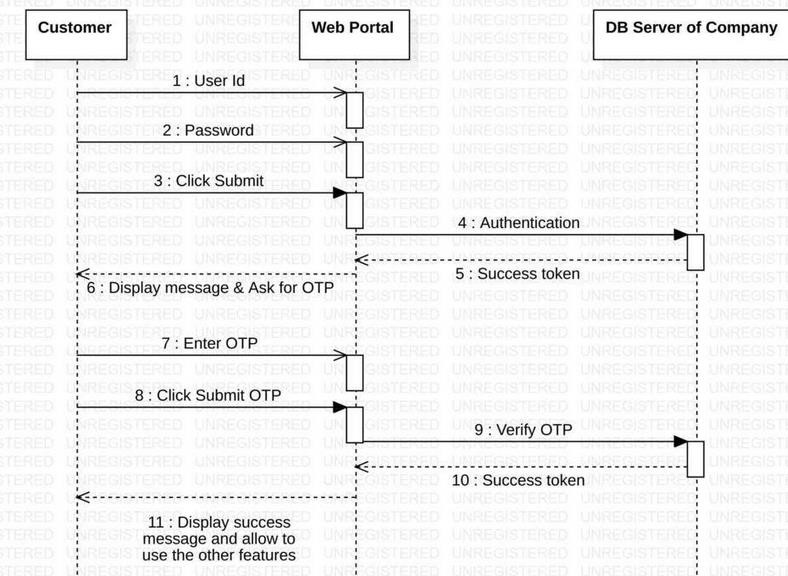 Customer
Web Portal
DB Server of Company
1 : User Id
2 : Password
3 : Click Submit
4 : Authentication
5 : Success token
6 : Display message & Ask for OTP
7 : Enter OTP
8 : Click Submit OTP
9 : Verify OTP
10 : Success token
11 : Display success
message and allow to
use the other features
UNREGISTERED